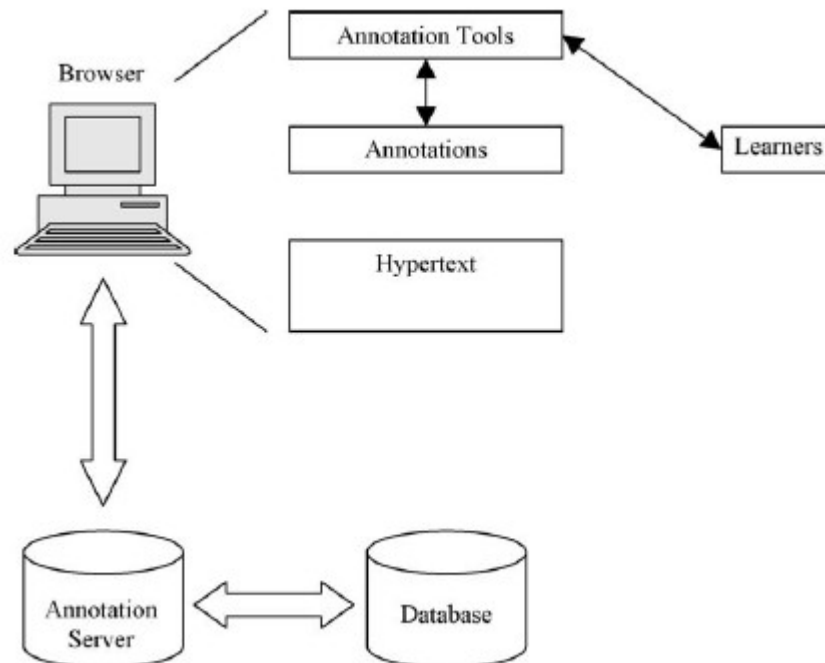 Annotation Tools
Browser
Annotations
Learners
Hypertext
Annotation
Server
Database